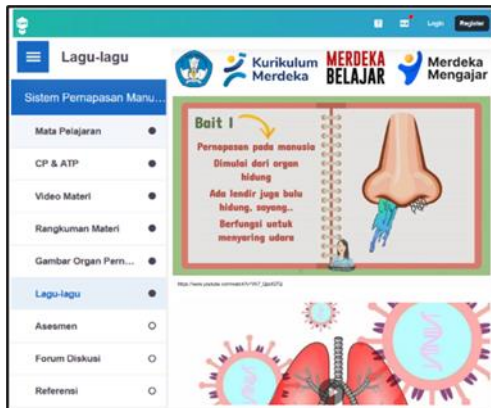 Login
Register
Lagu-lagu
Kurikulum
Merdeka
MERDEKA
BELAJAR
Merdeka
Mengajar
Sistem Pernapasan Manu...
Mata Pelajaran
CP & ATP
Video Materi
Rangkuman Materi
Gambar Organ Pern...
Lagu-lagu
Asesmen
Forum Diskusi
Referensi
Bait 1
Pernapasan pada manusia
Dimulai dari organ
hidung
Ada lendir juga bulu
hidung, sayang..
Berfungsi untuk
menyaring udara